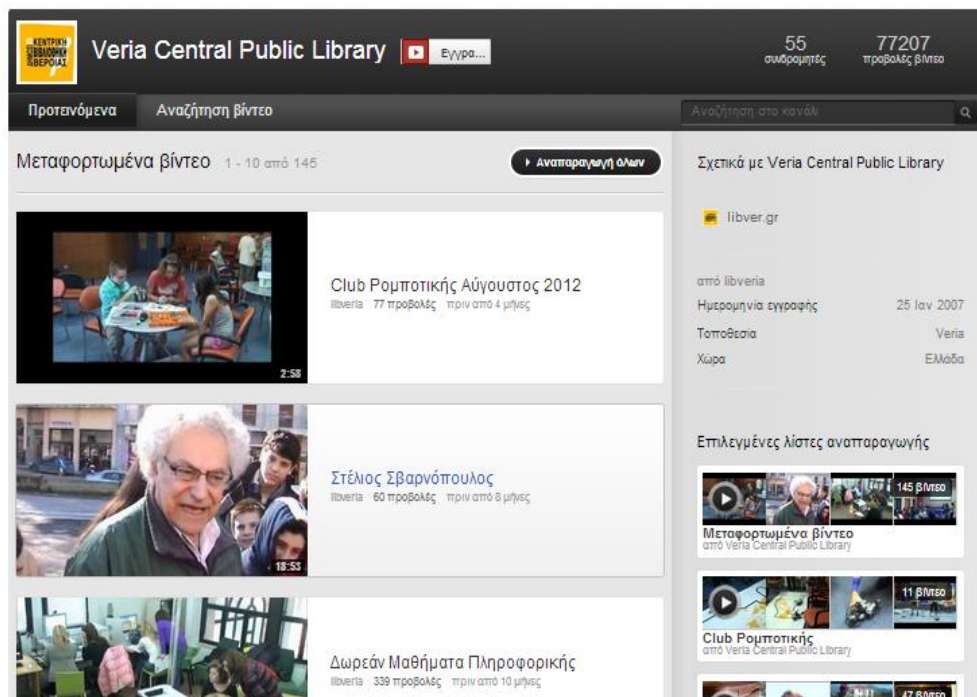 ΚΕΝΤΡΙΚΗ
ΒΙΒΛΙΟΘΗΚΗ
ΒΕΡΟΙΑΣ
Veria Central Public Library
Εγγρα...
55
συνδρομητές
77207
προβολές βίντεο
Προτεινόμενα
Αναζήτηση βίντεο
Αναζήτηση στο κανάλι
Μεταφορτωμένα βίντεο 1 - 10 από 145
Αναπαραγωγή όλων
2:58
Club Ρομποτικής Αύγουστος 2012
libveria 77 προβολές πριν από 4 μήνες
18:53
Στέλιος Σβαρνόπουλος
libveria 60 προβολές πριν από 8 μήνες
Δωρεάν Μαθήματα Πληροφορικής
libveria 339 προβολές πριν από 10 μήνες
Σχετικά με Veria Central Public Library
libver.gr
από libveria
Ημερομηνία εγγραφής 25 Ιαν 2007
Τοποθεσία Veria
Χώρα Ελλάδα
Επιλεγμένες λίστες αναπαραγωγής
145 βίντεο
Μεταφορτωμένα βίντεο
από Veria Central Public Library
11 βίντεο
Club Ρομποτικής
από Veria Central Public Library
47 βίντεο